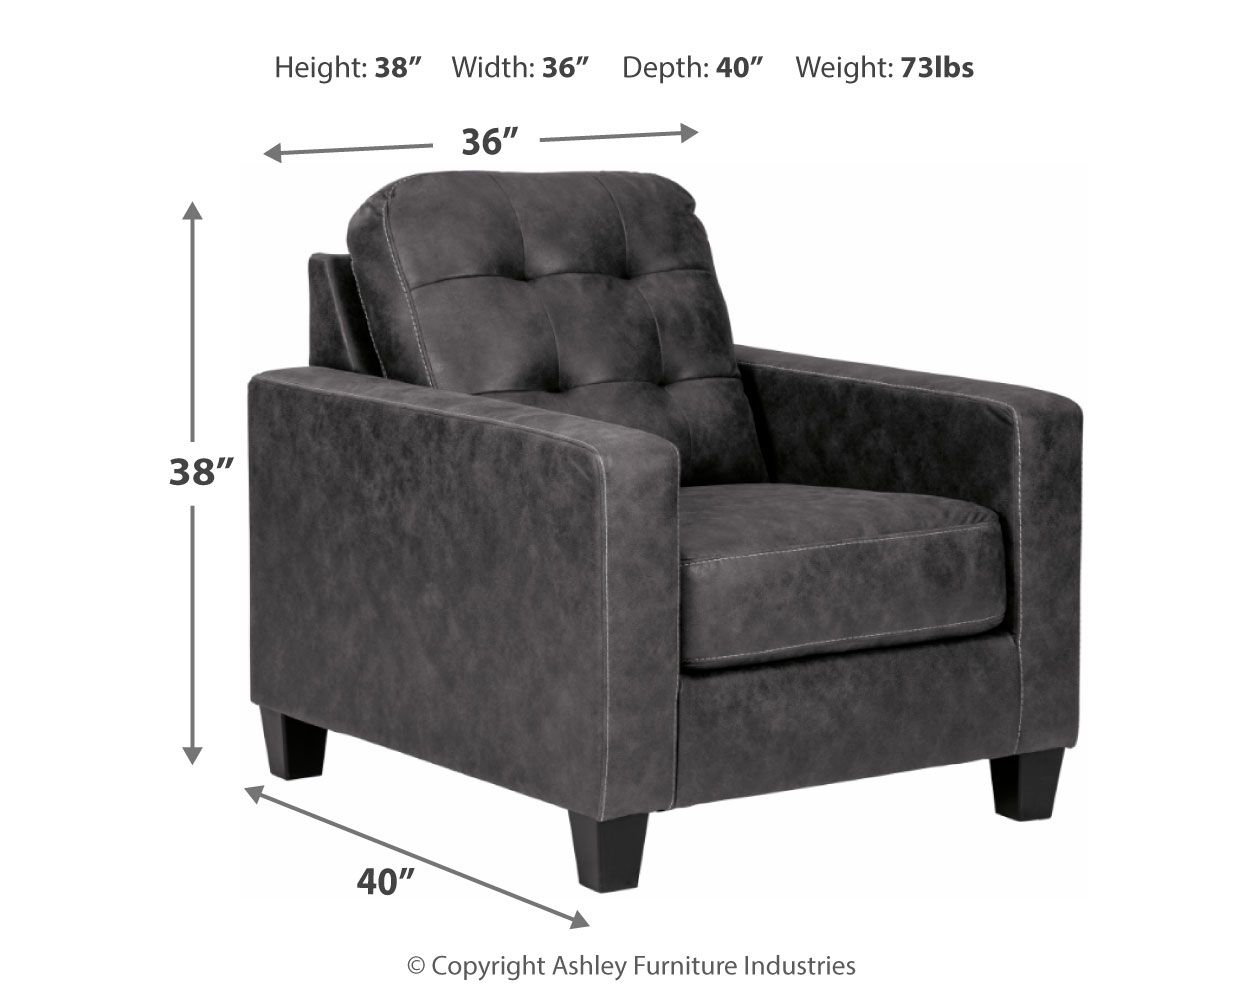 Height: 38” Width: 36” Depth: 40” Weight: 73lbs
36”
38”
40”
© Copyright Ashley Furniture Industries